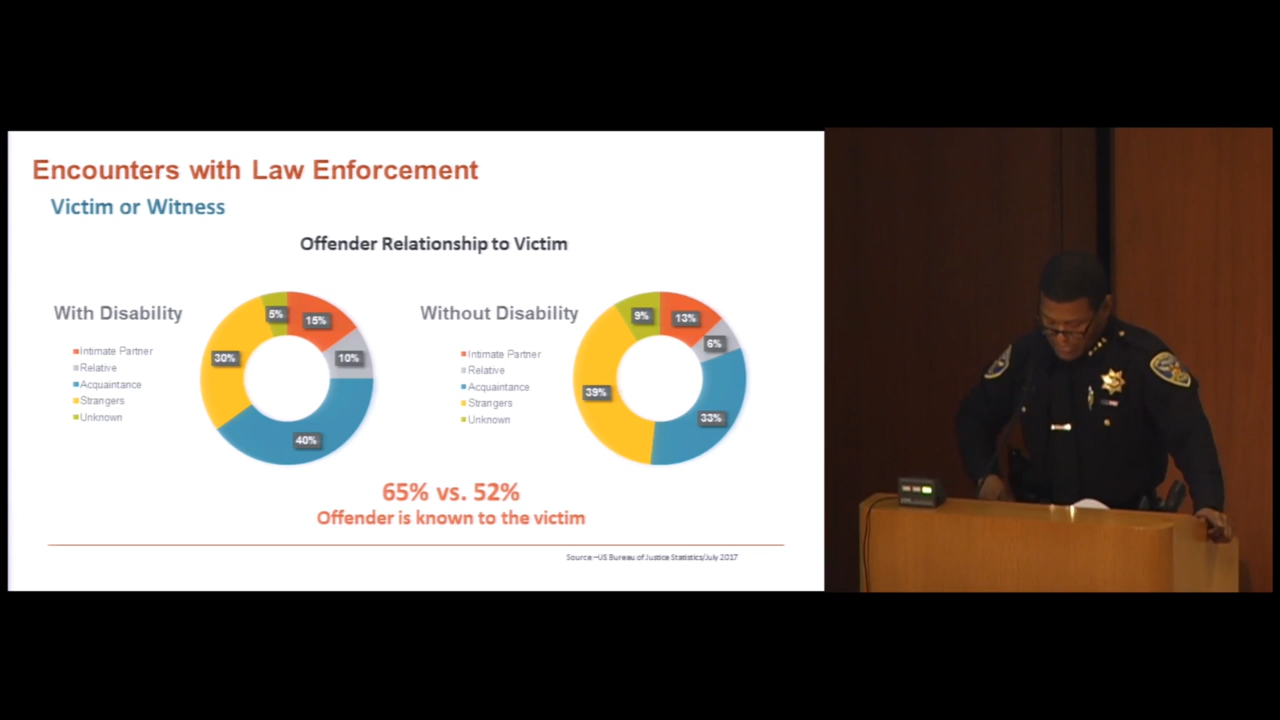 Encounters with Law Enforcement
Victim or Witness
Offender Relationship to Victim
With Disability
Intimate Partner
Relative
Acquaintance
Strangers
Unknown
5%
15%
30%
10%
40%
Without Disability
Intimate Partner
Relative
Acquaintance
Strangers
Unknown
9%
13%
6%
39%
33%
65% vs. 52%
Offender is known to the victim
Source –US Bureau of Justice Statistics/July 2017